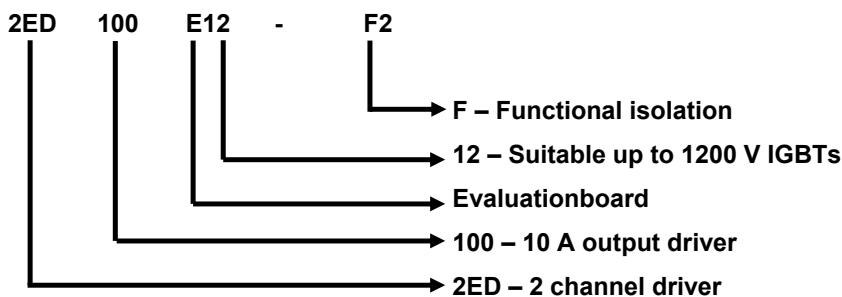 2ED 100 E12 - F2
F – Functional isolation
12 – Suitable up to 1200 V IGBTs
Evaluationboard
100 – 10 A output driver
2ED – 2 channel driver